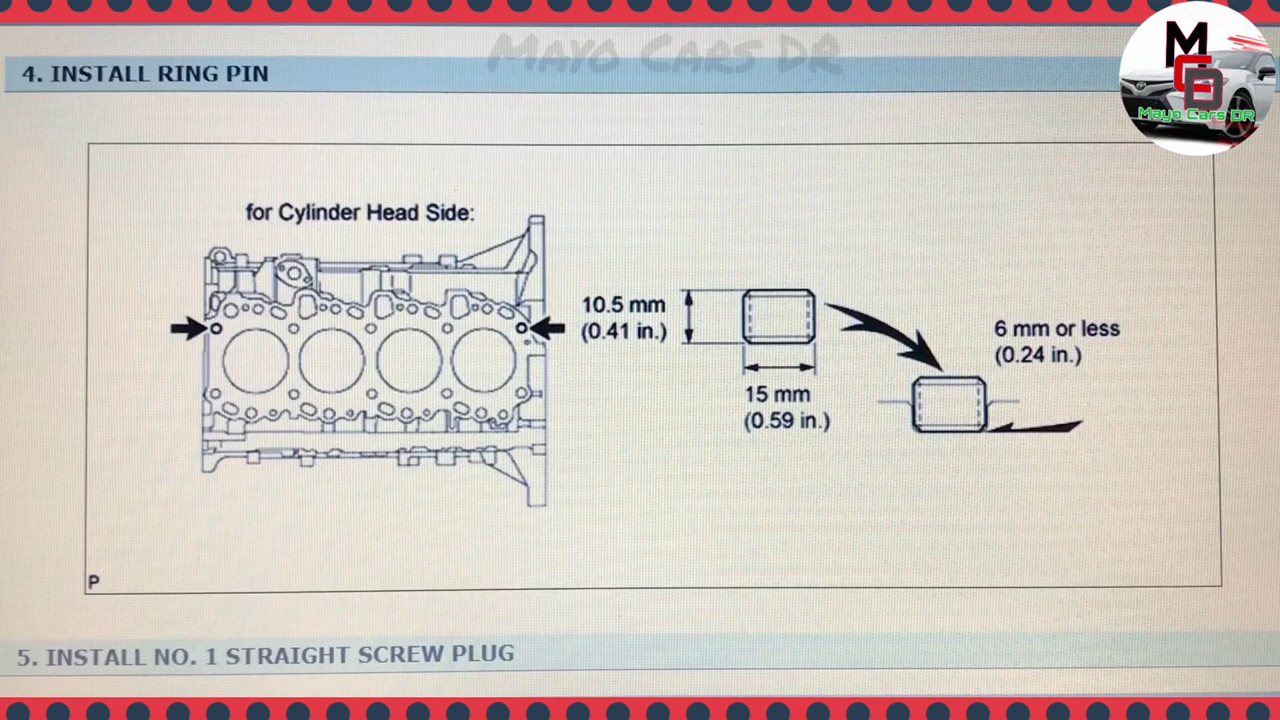 Mayo Cars DR
M
C
D
Mayo Cars DR
4. INSTALL RING PIN
for Cylinder Head Side:
10.5 mm
(0.41 in.)
15 mm
(0.59 in.)
6 mm or less
(0.24 in.)
P
5. INSTALL NO. 1 STRAIGHT SCREW PLUG